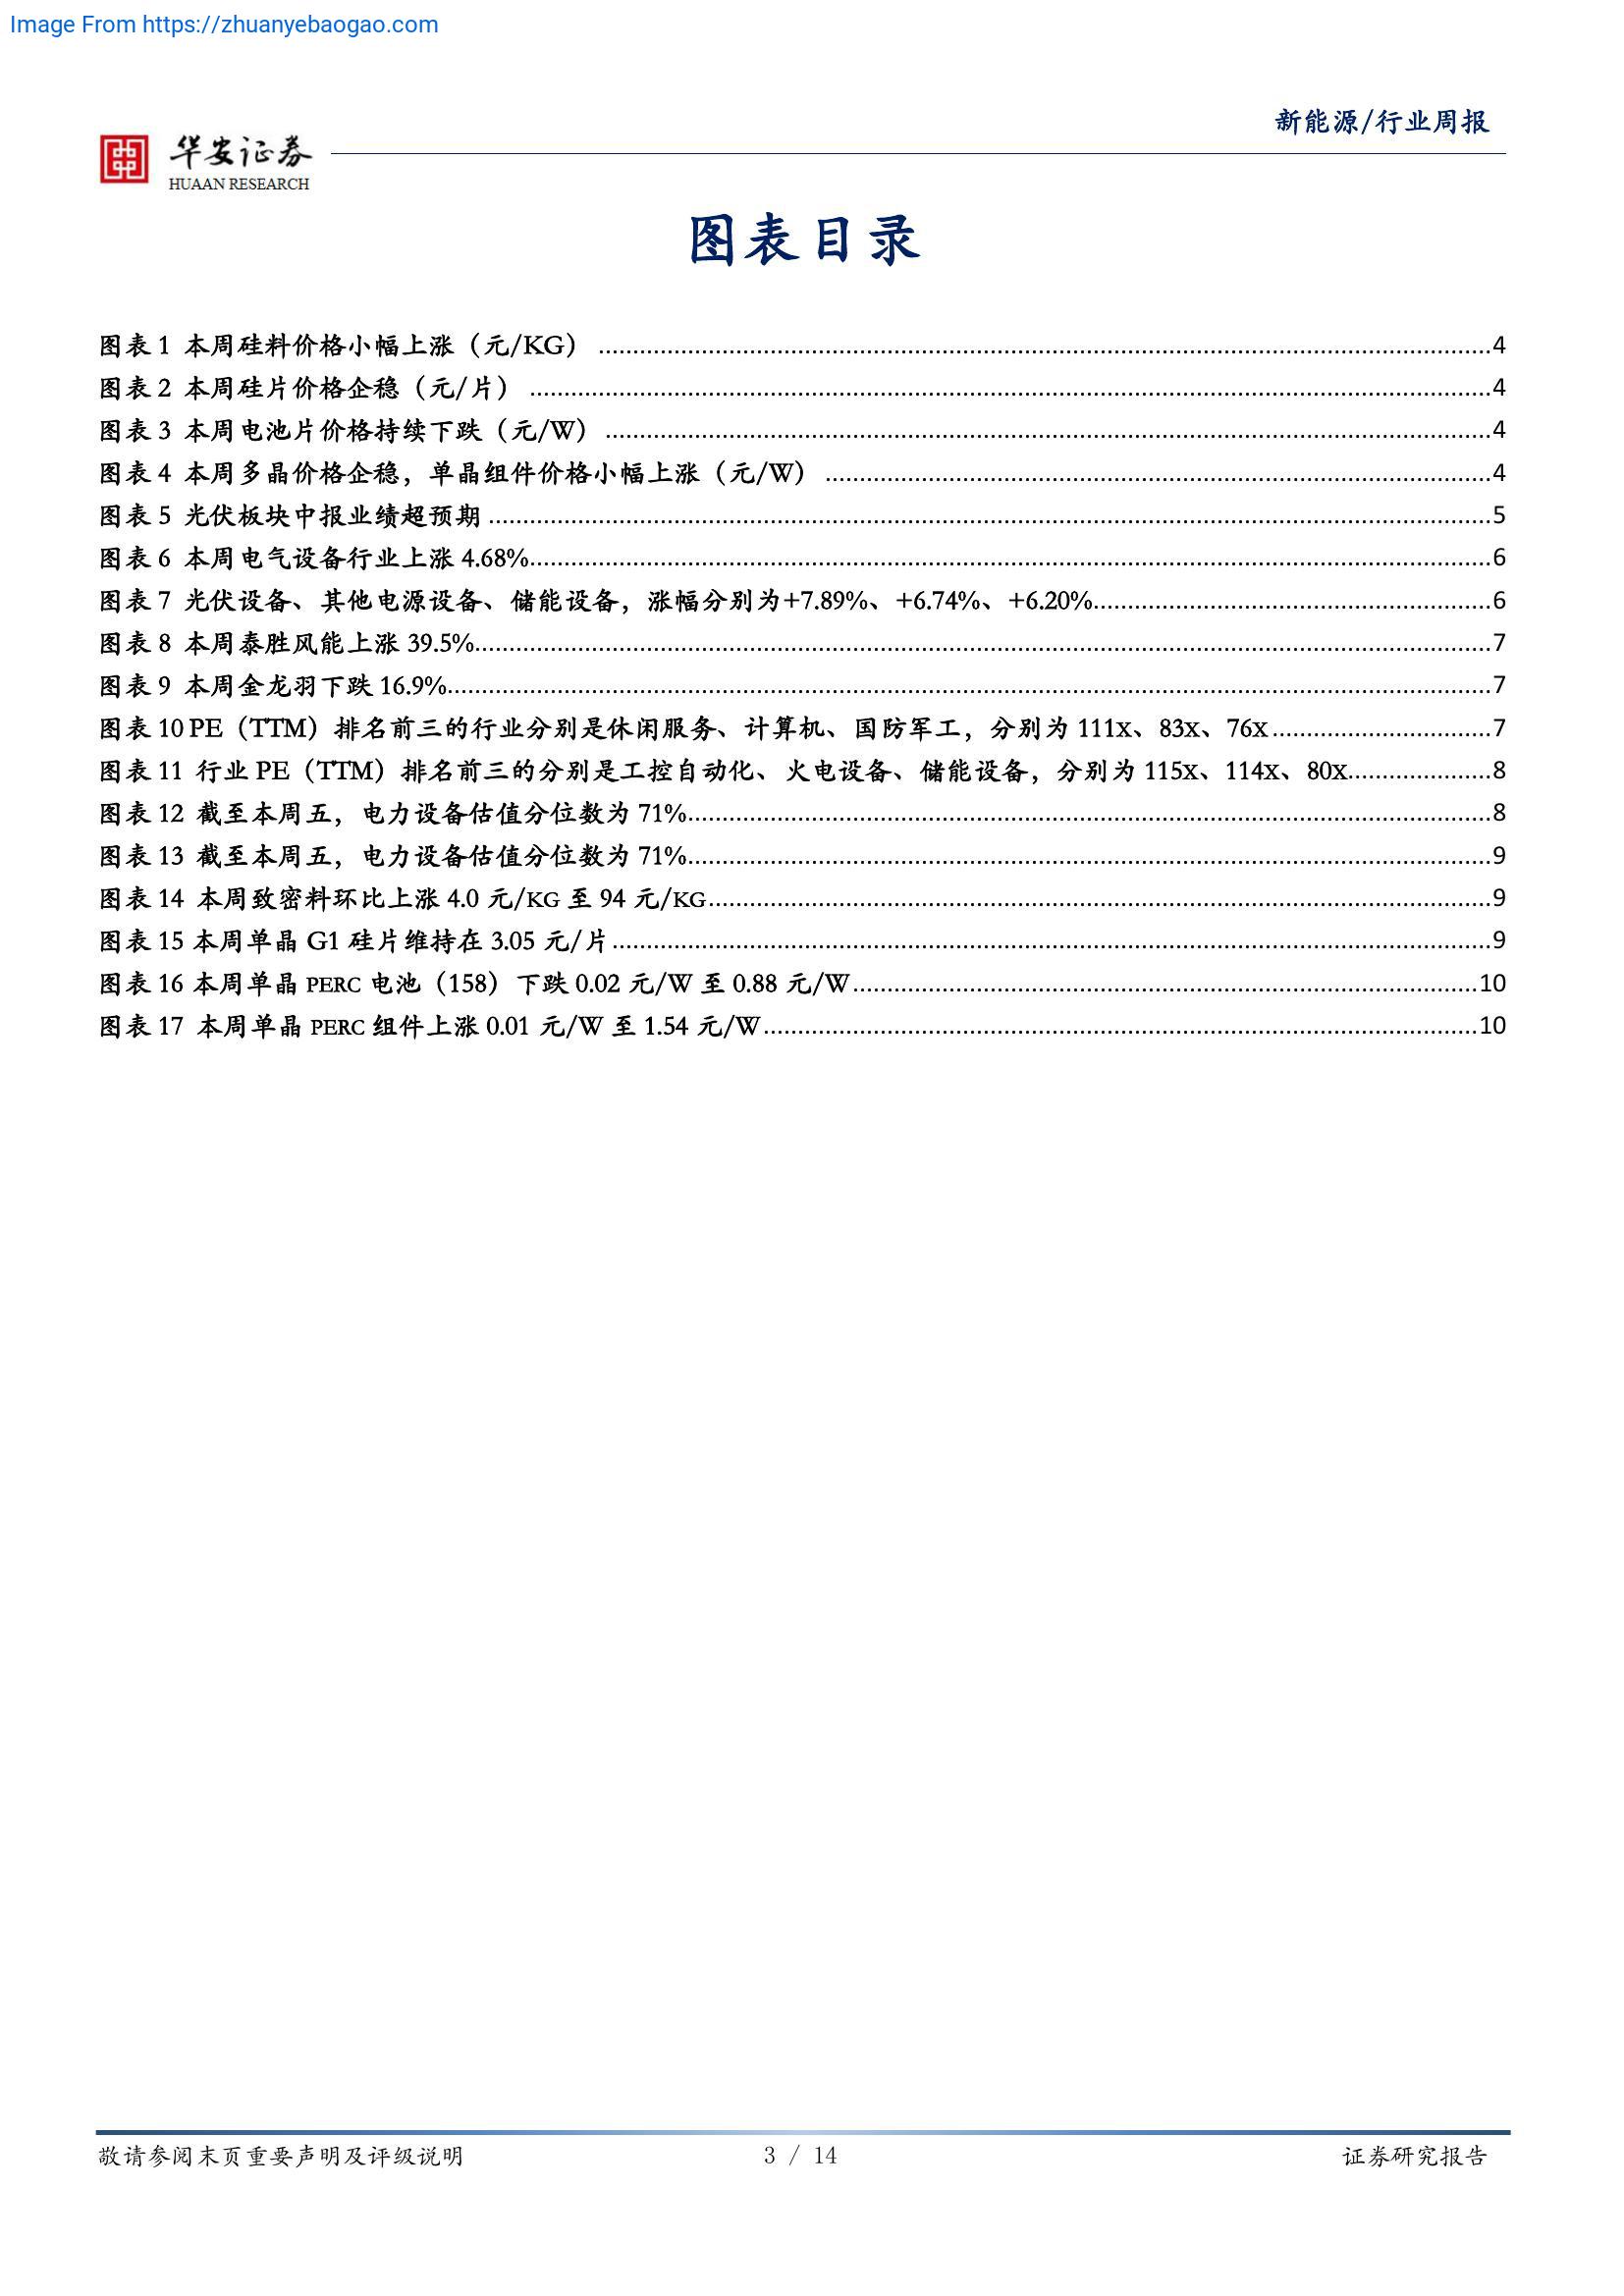 Image From https://zhuanyebaogao.com
新能源/行业周报
华安证券
HUAAN RESEARCH
图表目录
图表 1 本周硅料价格小幅上涨（元/KG） ........ 4
图表 2 本周硅片价格企稳（元/片） ........ 4
图表 3 本周电池片价格持续下跌（元/W） ........ 4
图表 4 本周多晶价格企稳，单晶组件价格小幅上涨（元/W） ........ 4
图表 5 光伏板块中报业绩超预期 ........ 5
图表 6 本周电气设备行业上涨 4.68% ........ 6
图表 7 光伏设备、其他电源设备、储能设备，涨幅分别为+7.89%、+6.74%、+6.20% ........ 6
图表 8 本周泰胜风能上涨 39.5% ........ 7
图表 9 本周金龙羽下跌 16.9% ........ 7
图表 10 PE（TTM）排名前三的行业分别是休闲服务、计算机、国防军工，分别为 111x、83x、76x ........ 7
图表 11 行业 PE（TTM）排名前三的分别是工控自动化、火电设备、储能设备，分别为 115x、114x、80x ........ 8
图表 12 截至本周五，电力设备估值分位数为 71% ........ 8
图表 13 截至本周五，电力设备估值分位数为 71% ........ 9
图表 14 本周致密料环比上涨 4.0 元/KG 至 94 元/KG ........ 9
图表 15 本周单晶 G1 硅片维持在 3.05 元/片 ........ 9
图表 16 本周单晶 PERC 电池（158）下跌 0.02 元/W 至 0.88 元/W ........ 10
图表 17 本周单晶 PERC 组件上涨 0.01 元/W 至 1.54 元/W ........ 10
敬请参阅末页重要声明及评级说明
3 / 14
证券研究报告